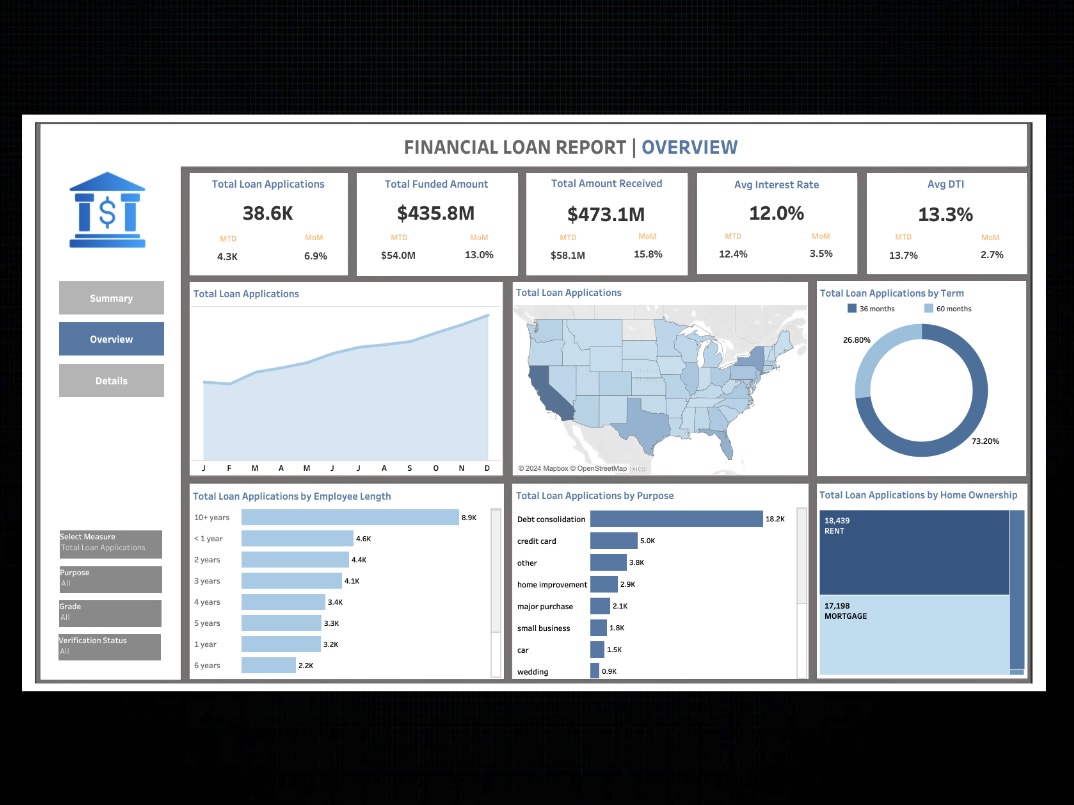 FINANCIAL LOAN REPORT | OVERVIEW
Summary
Overview
Details
Select Measure
Total Loan Applications
Purpose
All
Grade
All
Verification Status
All
Total Loan Applications
38.6K
MTD MoM
4.3K 6.9%
Total Funded Amount
$435.8M
MTD MoM
$54.0M 13.0%
Total Amount Received
$473.1M
MTD MoM
$58.1M 15.8%
Avg Interest Rate
12.0%
MTD MoM
12.4% 3.5%
Avg DTI
13.3%
MTD MoM
13.7% 2.7%
Total Loan Applications
J F M A M J J A S O N D
Total Loan Applications
© 2024 Mapbox © OpenStreetMap
Total Loan Applications by Term
36 months 60 months
26.80%
73.20%
Total Loan Applications by Employee Length
10+ years 8.9K
< 1 year 4.6K
2 years 4.4K
3 years 4.1K
4 years 3.4K
5 years 3.3K
1 year 3.2K
6 years 2.2K
Total Loan Applications by Purpose
Debt consolidation 18.2K
credit card 5.0K
other 3.8K
home improvement 2.9K
major purchase 2.1K
small business 1.8K
car 1.5K
wedding 0.9K
Total Loan Applications by Home Ownership
18,439
RENT
17,198
MORTGAGE